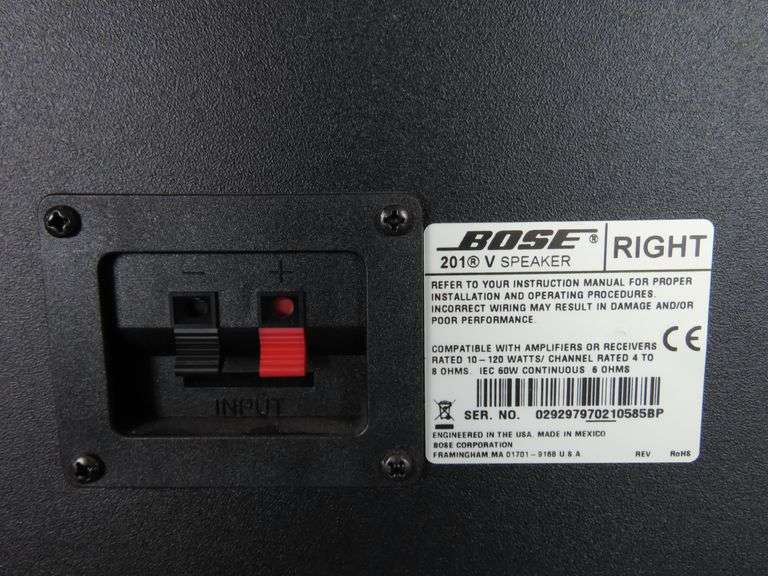 − +
INPUT
BOSE® RIGHT
201® V SPEAKER
REFER TO YOUR INSTRUCTION MANUAL FOR PROPER
INSTALLATION AND OPERATING PROCEDURES.
INCORRECT WIRING MAY RESULT IN DAMAGE AND/OR
POOR PERFORMANCE.
COMPATIBLE WITH AMPLIFIERS OR RECEIVERS
RATED 10 – 120 WATTS/ CHANNEL RATED 4 TO
8 OHMS. IEC 60W CONTINUOUS 6 OHMS
CE
SER. NO. 029297970210585BP
ENGINEERED IN THE USA. MADE IN MEXICO
BOSE CORPORATION
FRAMINGHAM, MA 01701 – 9168 U S A REV RoHS